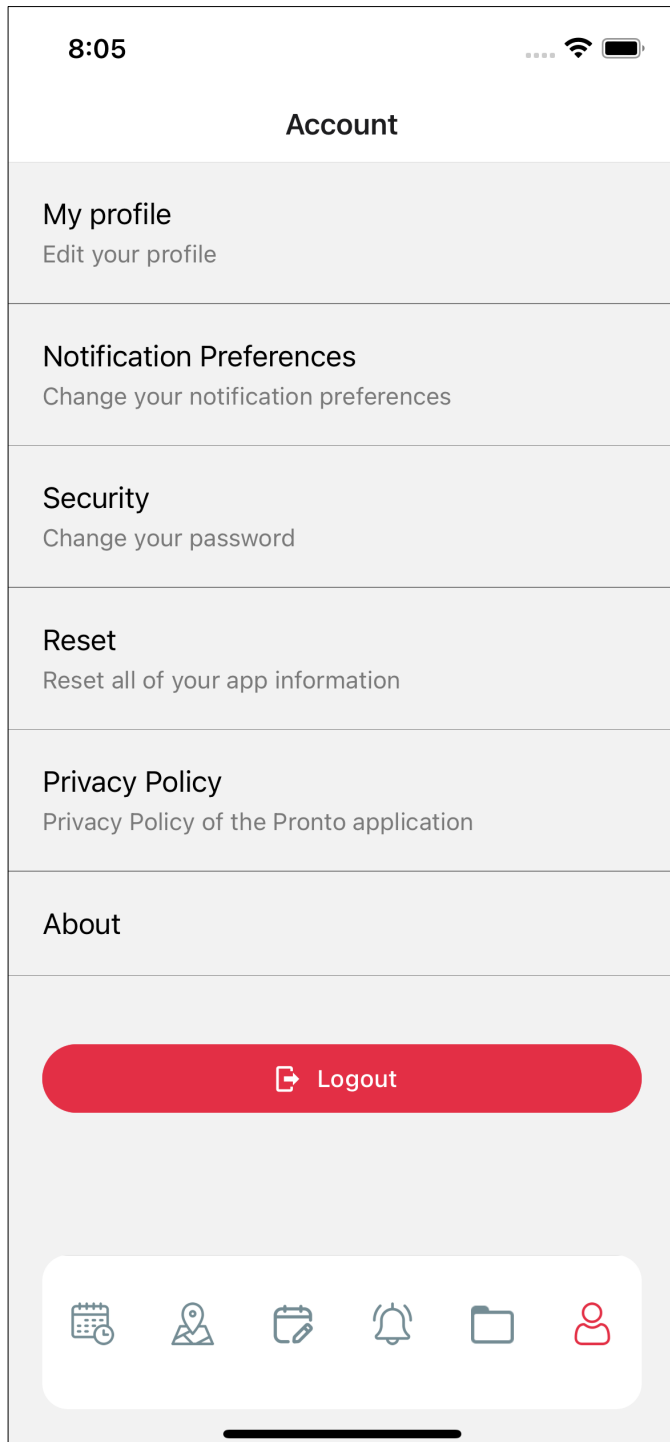 8:05
Account
My profile
Edit your profile
Notification Preferences
Change your notification preferences
Security
Change your password
Reset
Reset all of your app information
Privacy Policy
Privacy Policy of the Pronto application
About
Logout